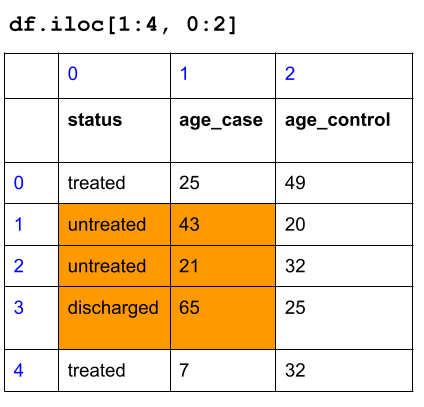 df.iloc[1:4, 0:2]
0 1 2
status age_case age_control
0 treated 25 49
1 untreated 43 20
2 untreated 21 32
3 discharged 65 25
4 treated 7 32